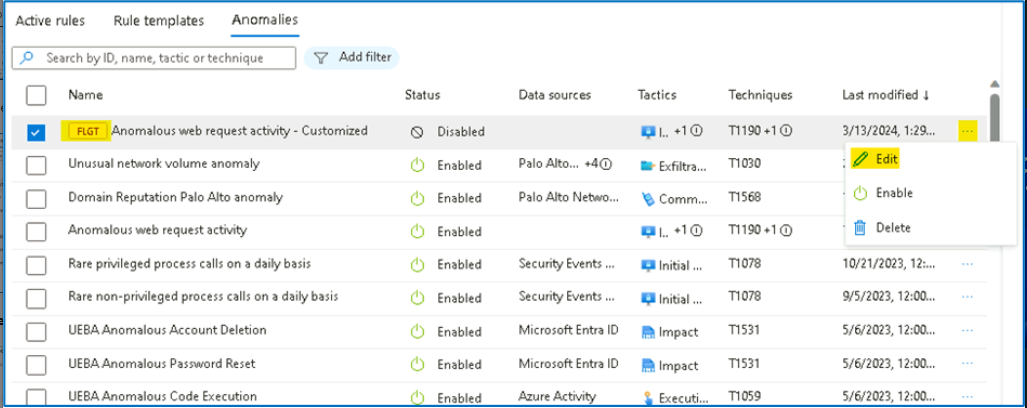 Active rules Rule templates Anomalies
Search by ID, name, tactic or technique Add filter
Name Status Data sources Tactics Techniques Last modified ↓
FLGT Anomalous web request activity - Customized Disabled I... +1 T1190 +1 3/13/2024, 1:29... ...
Unusual network volume anomaly Enabled Palo Alto... +4 Exfiltra... T1030
Edit
Domain Reputation Palo Alto anomaly Enabled Palo Alto Netwo... Comm... T1568
Enable
Anomalous web request activity Enabled I... +1 T1190 +1
Delete
Rare privileged process calls on a daily basis Enabled Security Events ... Initial ... T1078 10/21/2023, 12:... ...
Rare non-privileged process calls on a daily basis Enabled Security Events ... Initial ... T1078 9/5/2023, 12:00... ...
UEBA Anomalous Account Deletion Enabled Microsoft Entra ID Impact T1531 5/6/2023, 12:00... ...
UEBA Anomalous Password Reset Enabled Microsoft Entra ID Impact T1531 5/6/2023, 12:00... ...
UEBA Anomalous Code Execution Enabled Azure Activity Executi... T1059 5/6/2023, 12:00... ...